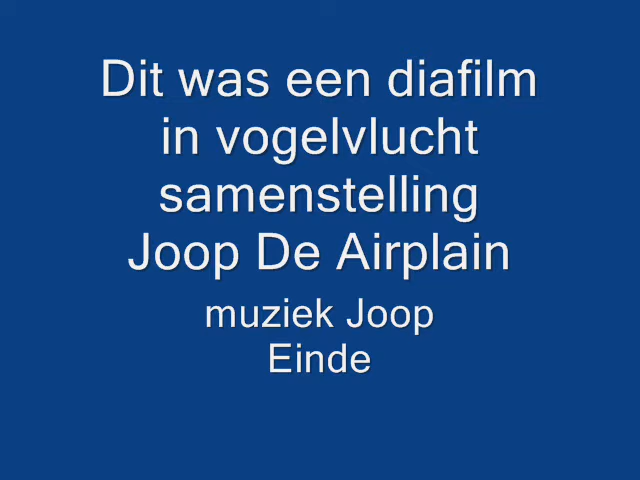 Dit was een diafilm
in vogelvlucht
samenstelling
Joop De Airplain
muziek Joop
Einde